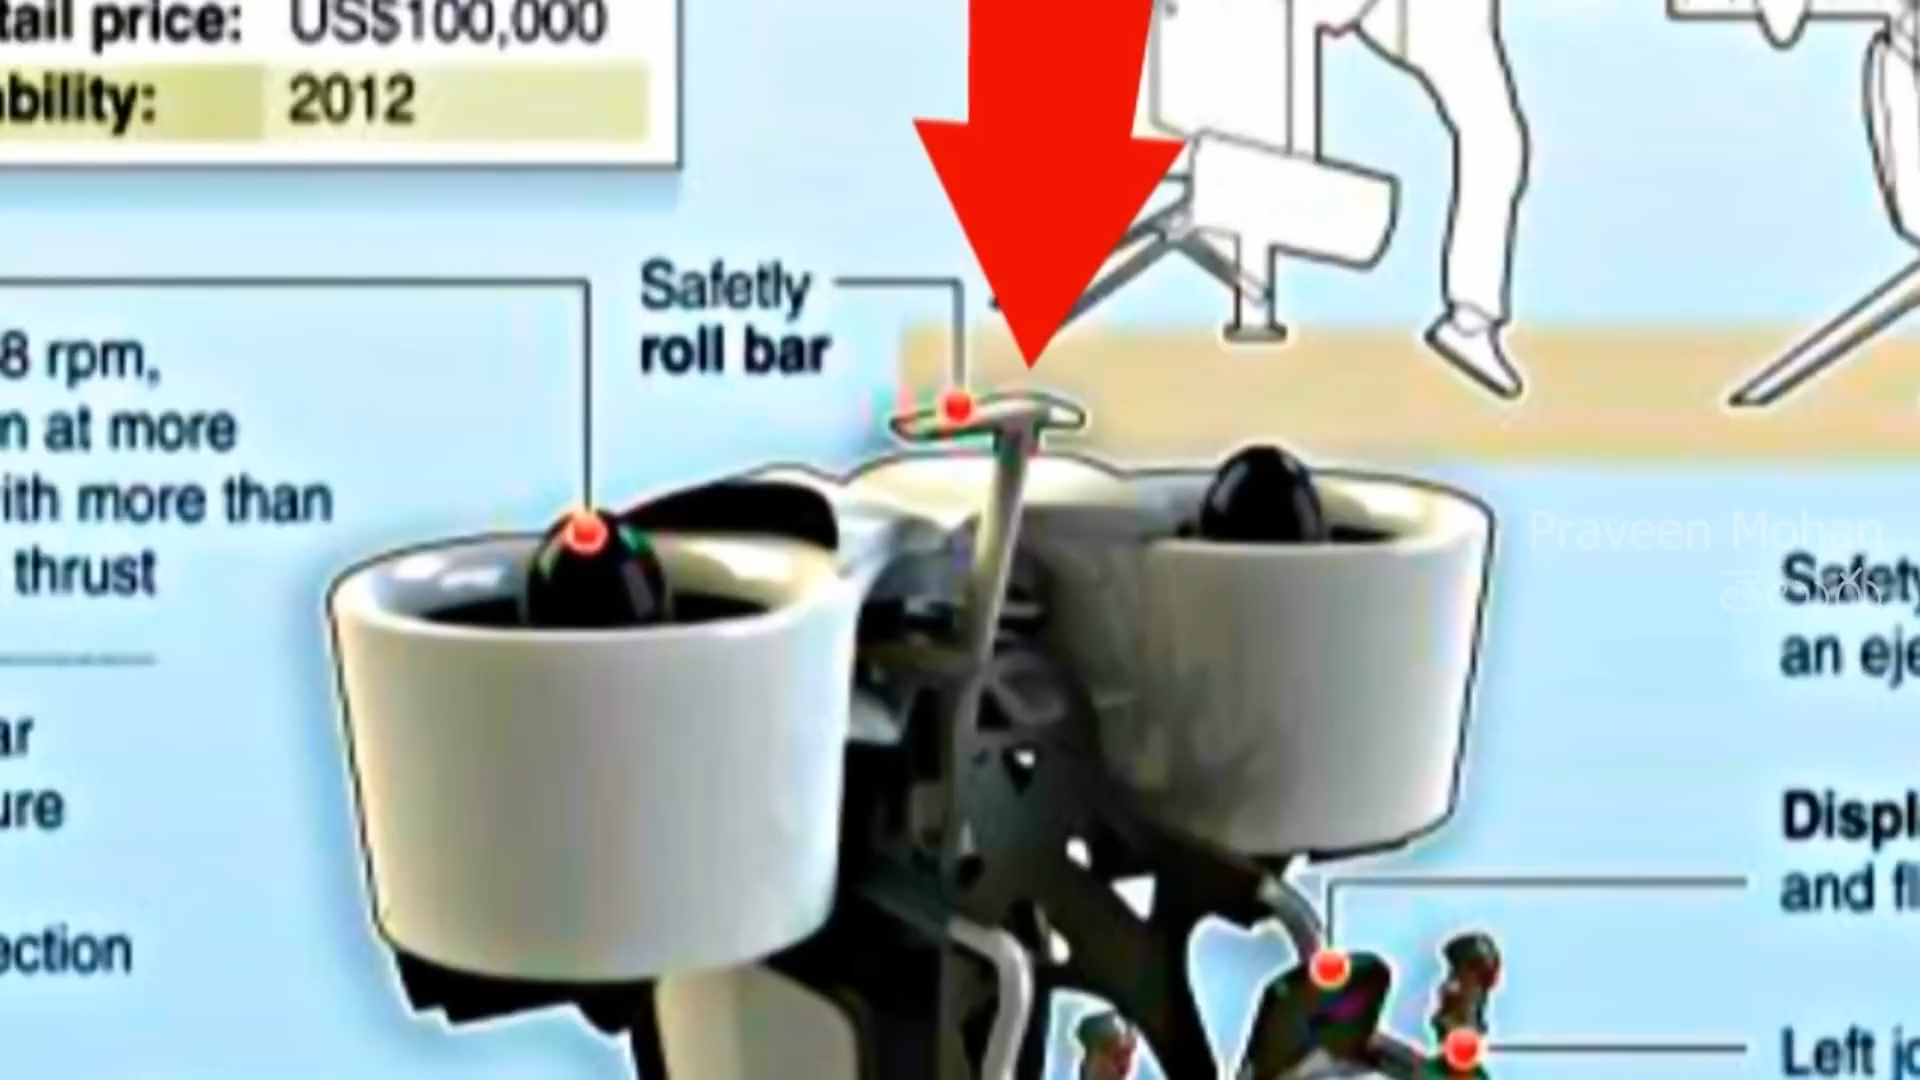 tail price: US$100,000
ability: 2012
Safetly
roll bar
8 rpm,
n at more
ith more than
thrust
Praveen Mohan
తెలుగు
Safety
an eje
ar
ure
Displ
and fl
ection
Left jo